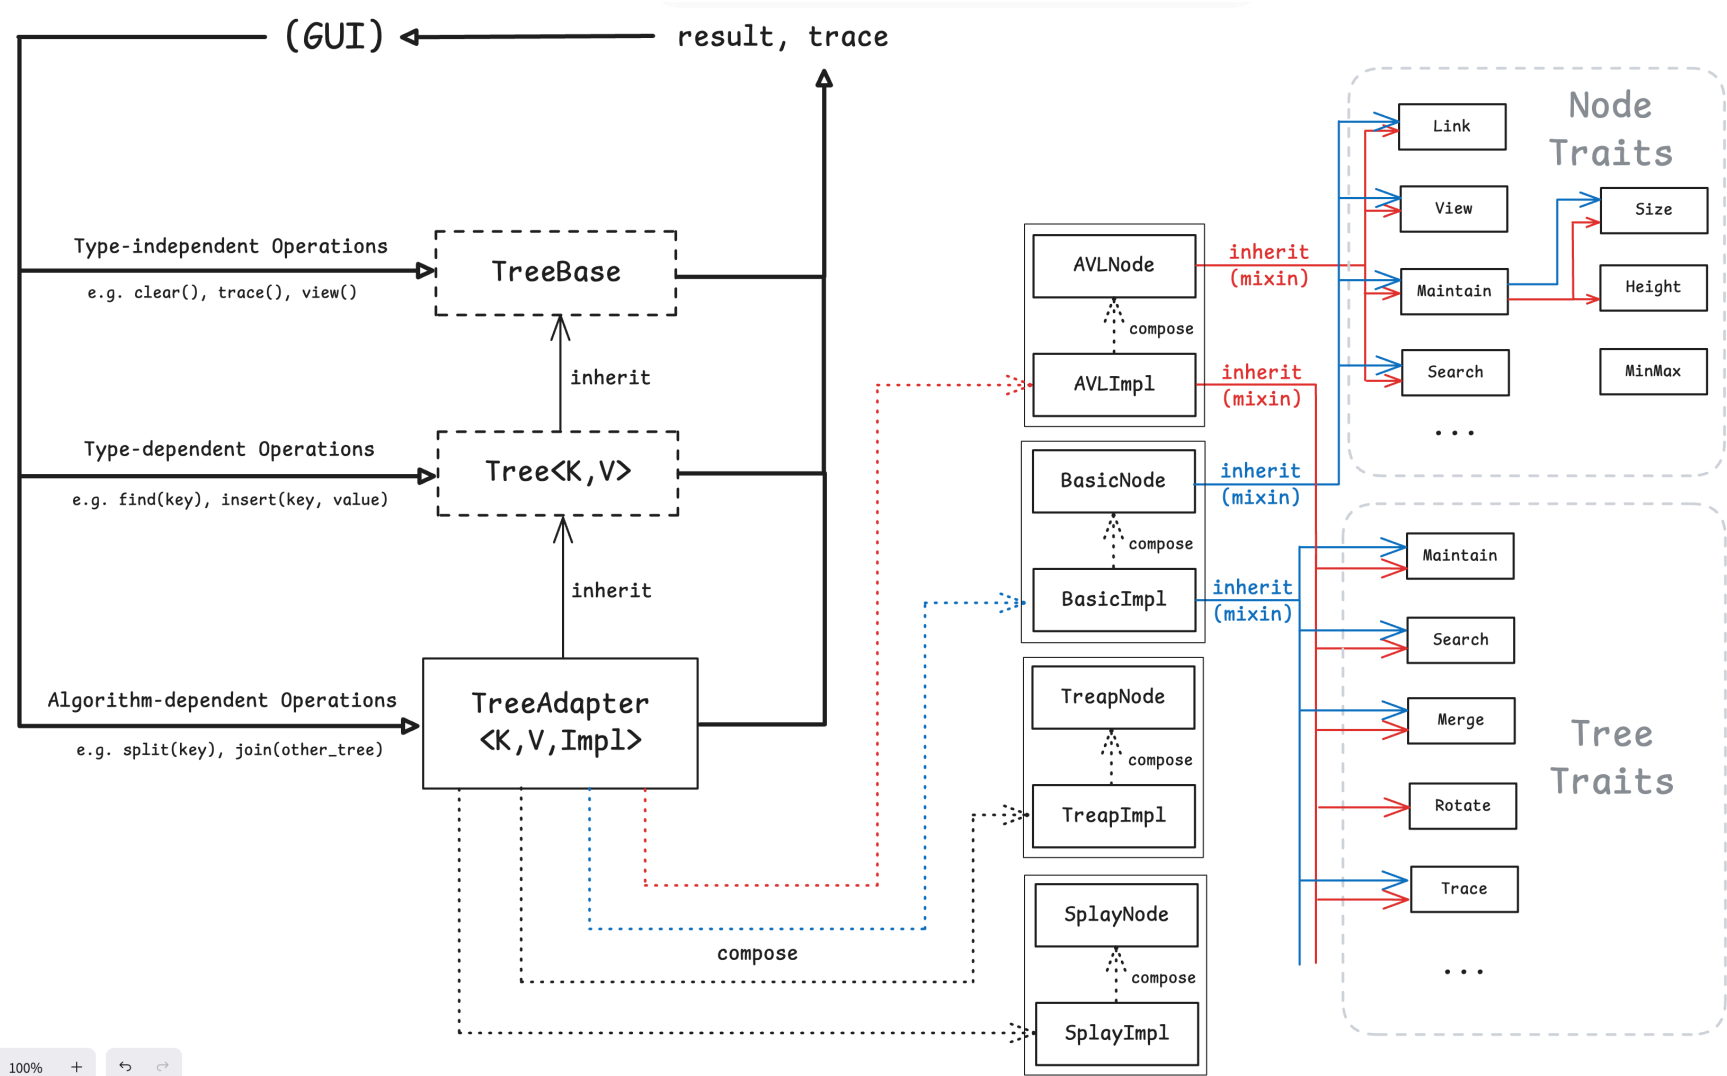 (GUI)
result, trace
Type-independent Operations
e.g. clear(), trace(), view()
TreeBase
inherit
Type-dependent Operations
e.g. find(key), insert(key, value)
Tree<K,V>
inherit
Algorithm-dependent Operations
e.g. split(key), join(other_tree)
TreeAdapter
<K,V,Impl>
compose
AVLNode
compose
AVLImpl
inherit
(mixin)
inherit
(mixin)
BasicNode
compose
BasicImpl
inherit
(mixin)
inherit
(mixin)
TreapNode
compose
TreapImpl
SplayNode
compose
SplayImpl
Node
Traits
Link
View
Maintain
Search
...
Size
Height
MinMax
Tree
Traits
Maintain
Search
Merge
Rotate
Trace
...
100%